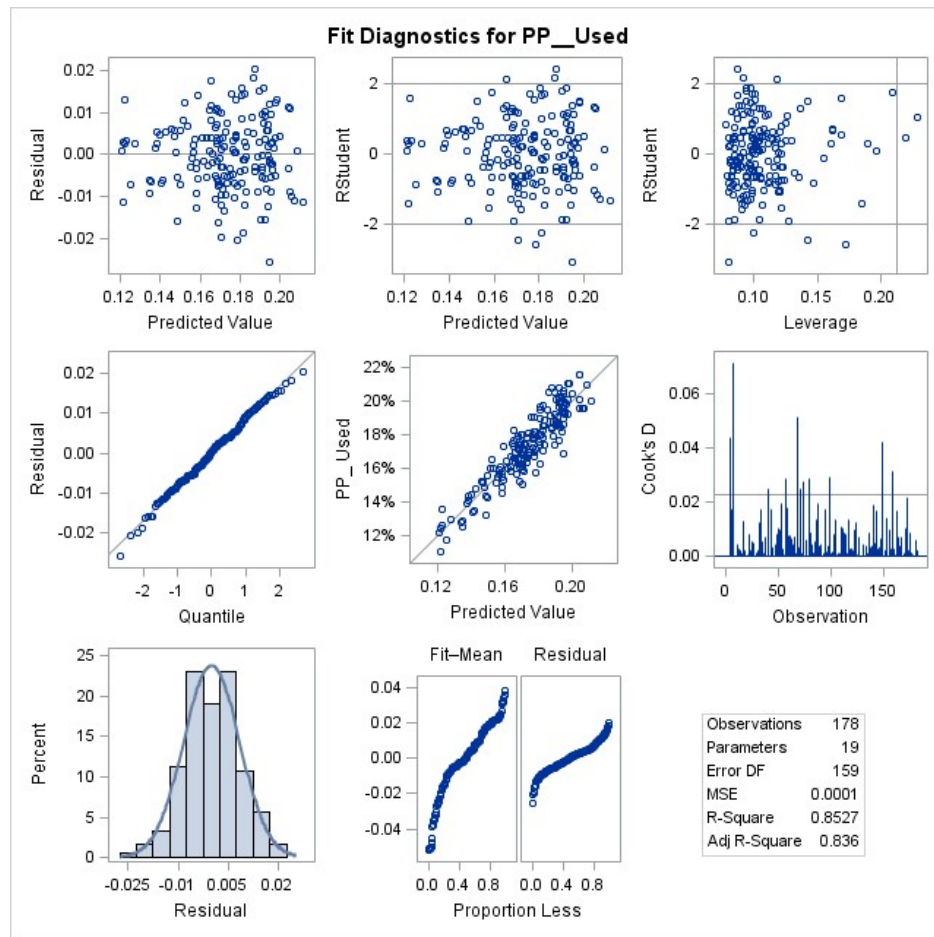 Fit Diagnostics for PP__Used
0.02
0.01
0.00
-0.01
-0.02
Residual
0.12 0.14 0.16 0.18 0.20
Predicted Value
2
0
-2
RStudent
0.12 0.14 0.16 0.18 0.20
Predicted Value
2
0
-2
RStudent
0.10 0.15 0.20
Leverage
0.02
0.01
0.00
-0.01
-0.02
Residual
-2 -1 0 1 2
Quantile
22%
20%
18%
16%
14%
12%
PP__Used
0.12 0.16 0.20
Predicted Value
0.06
0.04
0.02
0.00
Cook's D
0 50 100 150
Observation
25
20
15
10
5
0
Percent
-0.025 -0.01 0.005 0.02
Residual
Fit–Mean Residual
0.04
0.02
0.00
-0.02
-0.04
0.0 0.4 0.8 0.0 0.4 0.8
Proportion Less
Observations 178
Parameters 19
Error DF 159
MSE 0.0001
R-Square 0.8527
Adj R-Square 0.836